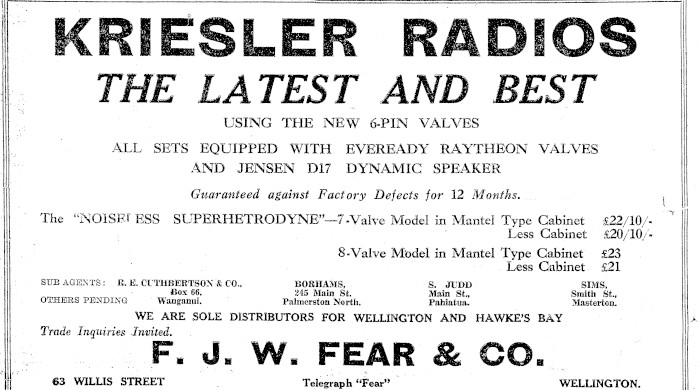 KRIESLER RADIOS
THE LATEST AND BEST
USING THE NEW 6-PIN VALVES
ALL SETS EQUIPPED WITH EVEREADY RAYTHEON VALVES
AND JENSEN D17 DYNAMIC SPEAKER
Guaranteed against Factory Defects for 12 Months.
The "NOISELESS SUPERHETRODYNE"—7-Valve Model in Mantel Type Cabinet £22/10/-
Less Cabinet £20/10/-
8-Valve Model in Mantel Type Cabinet £23
Less Cabinet £21
SUB AGENTS: R. E. CUTHBERTSON & CO., BORHAMS, S. JUDD SIMS,
Box 66, 245 Main St., Main St., Smith St.,
OTHERS PENDING Wanganui. Palmerston North. Pahiatua. Masterton.
WE ARE SOLE DISTRIBUTORS FOR WELLINGTON AND HAWKE'S BAY
Trade Inquiries Invited.
F. J. W. FEAR & CO.
63 WILLIS STREET Telegraph "Fear" WELLINGTON.